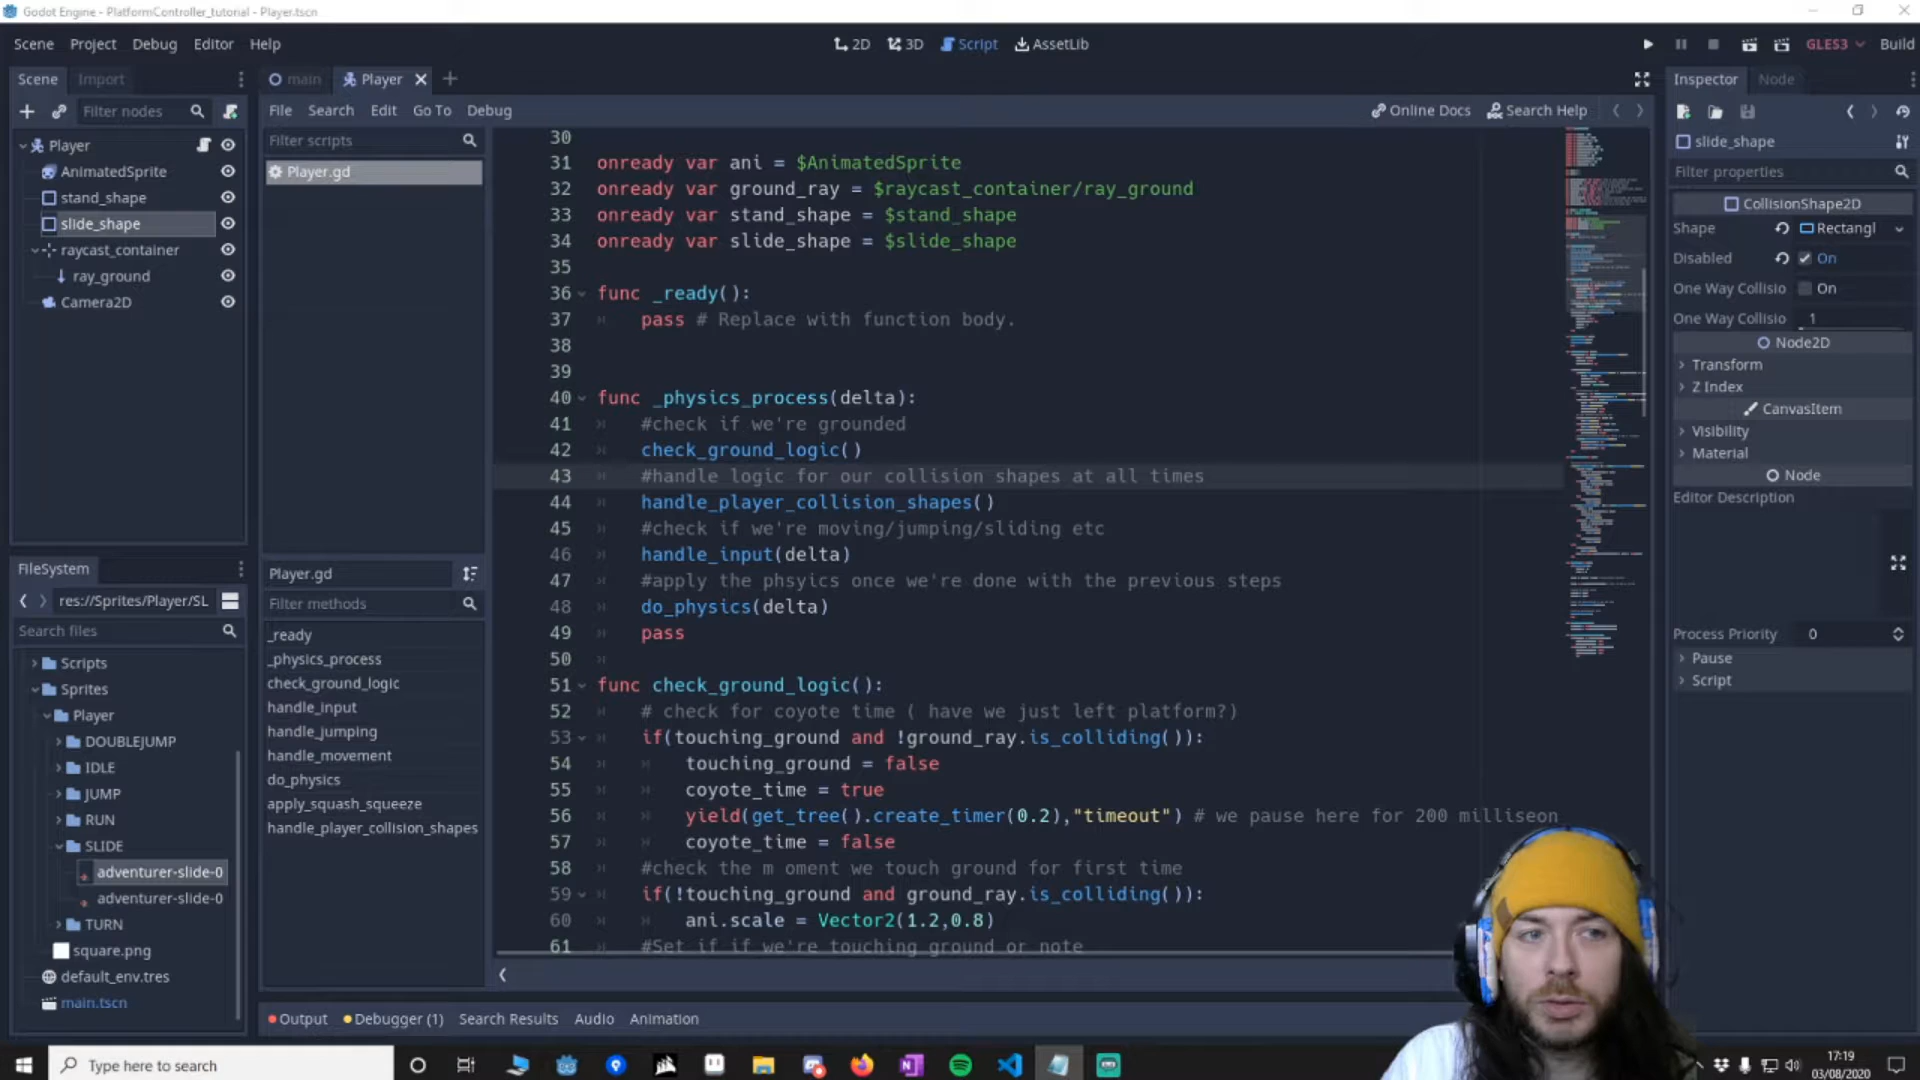 Godot Engine - PlatformController_tutorial - Player.tscn
Scene Project Debug Editor Help
2D 3D Script AssetLib
GLES3 Build
Scene Import
main Player
Inspector Node
Filter nodes
File Search Edit Go To Debug
Online Docs Search Help
Player
AnimatedSprite
stand_shape
slide_shape
raycast_container
ray_ground
Camera2D
Filter scripts
Player.gd
Player.gd
Filter methods
_ready
_physics_process
check_ground_logic
handle_input
handle_jumping
handle_movement
do_physics
apply_squash_squeeze
handle_player_collision_shapes
30
31 onready var ani = $AnimatedSprite
32 onready var ground_ray = $raycast_container/ray_ground
33 onready var stand_shape = $stand_shape
34 onready var slide_shape = $slide_shape
35
36 func _ready():
37 pass # Replace with function body.
38
39
40 func _physics_process(delta):
41 #check if we're grounded
42 check_ground_logic()
43 #handle logic for our collision shapes at all times
44 handle_player_collision_shapes()
45 #check if we're moving/jumping/sliding etc
46 handle_input(delta)
47 #apply the phsyics once we're done with the previous steps
48 do_physics(delta)
49 pass
50
51 func check_ground_logic():
52 # check for coyote time ( have we just left platform?)
53 if(touching_ground and !ground_ray.is_colliding()):
54 touching_ground = false
55 coyote_time = true
56 yield(get_tree().create_timer(0.2),"timeout") # we pause here for 200 milliseon
57 coyote_time = false
58 #check the m oment we touch ground for first time
59 if(!touching_ground and ground_ray.is_colliding()):
60 ani.scale = Vector2(1.2,0.8)
61 #Set if if we're touching ground or note
slide_shape
Filter properties
CollisionShape2D
Shape Rectangl
Disabled On
One Way Collisio On
One Way Collisio 1
Node2D
Transform
Z Index
CanvasItem
Visibility
Material
Node
Editor Description
Process Priority 0
Pause
Script
FileSystem
res://Sprites/Player/SL
Search files
Scripts
Sprites
Player
DOUBLEJUMP
IDLE
JUMP
RUN
SLIDE
adventurer-slide-0
adventurer-slide-0
TURN
square.png
default_env.tres
main.tscn
Output Debugger (1) Search Results Audio Animation
Type here to search
17:19
03/08/2020